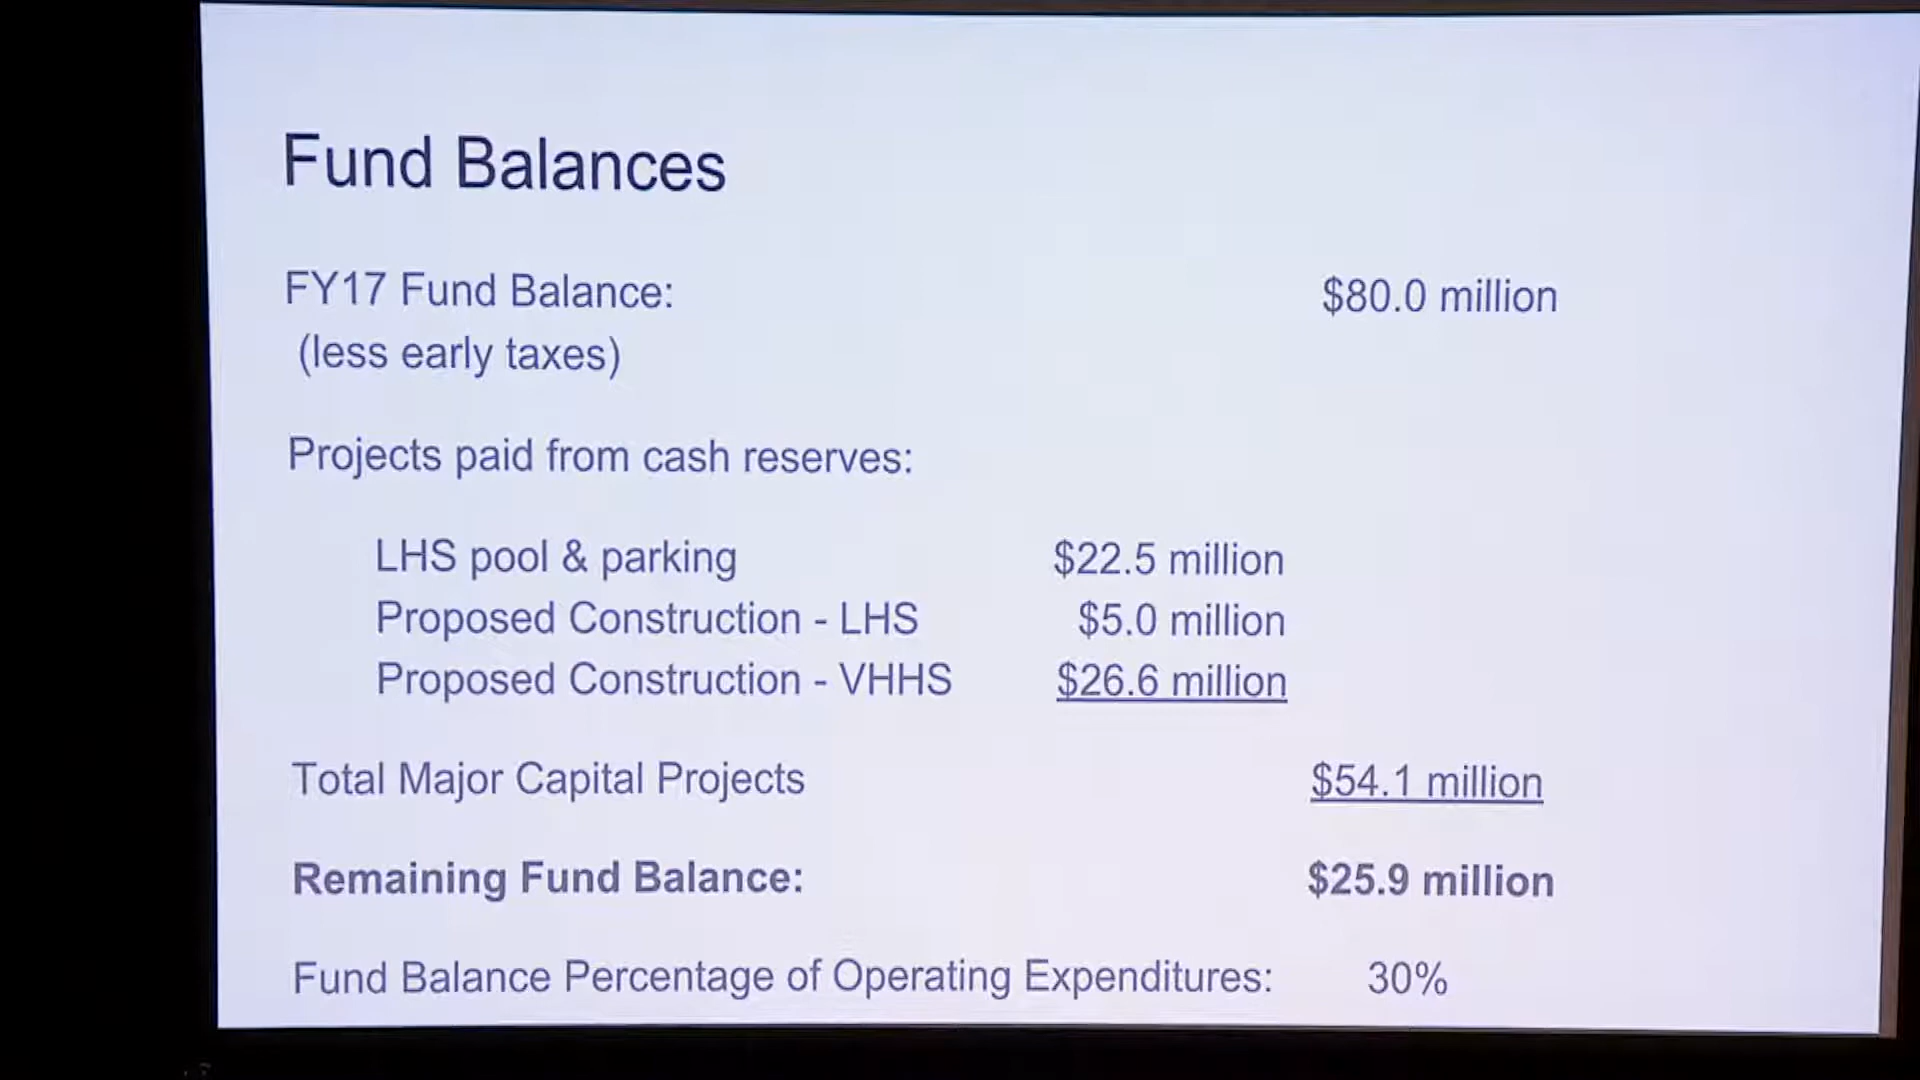 Fund Balances
FY17 Fund Balance: $80.0 million
(less early taxes)
Projects paid from cash reserves:
LHS pool & parking $22.5 million
Proposed Construction - LHS $5.0 million
Proposed Construction - VHHS $26.6 million
Total Major Capital Projects $54.1 million
Remaining Fund Balance: $25.9 million
Fund Balance Percentage of Operating Expenditures: 30%